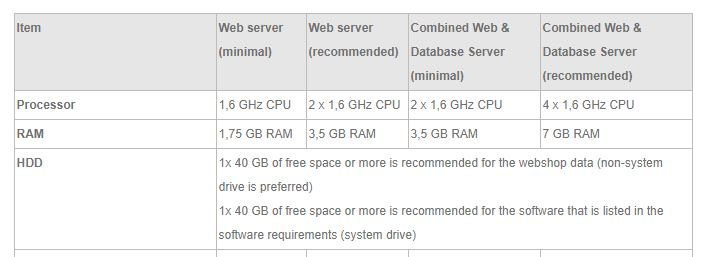 Item Web server (minimal) Web server (recommended) Combined Web & Database Server (minimal) Combined Web & Database Server (recommended)
Processor 1,6 GHz CPU 2 x 1,6 GHz CPU 2 x 1,6 GHz CPU 4 x 1,6 GHz CPU
RAM 1,75 GB RAM 3,5 GB RAM 3,5 GB RAM 7 GB RAM
HDD 1x 40 GB of free space or more is recommended for the webshop data (non-system
drive is preferred)
1x 40 GB of free space or more is recommended for the software that is listed in the
software requirements (system drive)